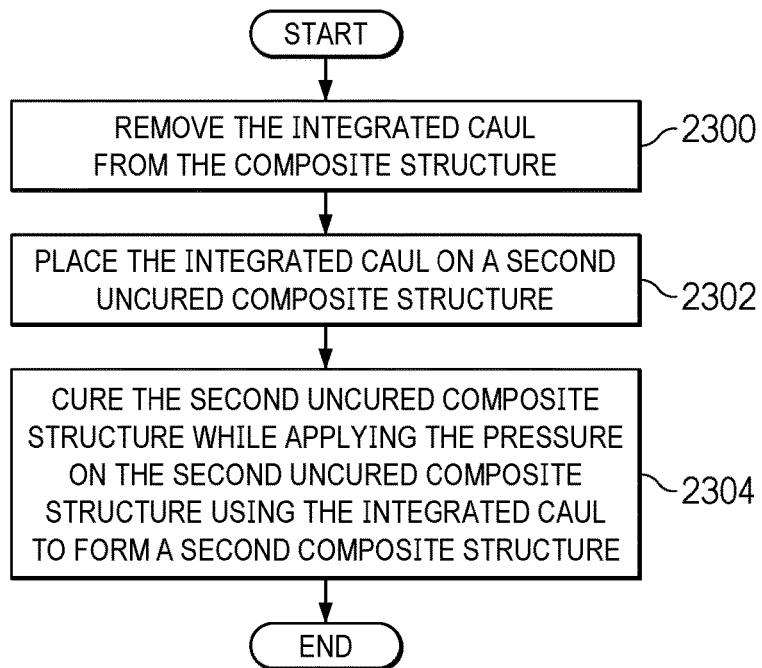 START
REMOVE THE INTEGRATED CAUL
FROM THE COMPOSITE STRUCTURE
2300
PLACE THE INTEGRATED CAUL ON A SECOND
UNCURED COMPOSITE STRUCTURE
2302
CURE THE SECOND UNCURED COMPOSITE
STRUCTURE WHILE APPLYING THE PRESSURE
ON THE SECOND UNCURED COMPOSITE
STRUCTURE USING THE INTEGRATED CAUL
TO FORM A SECOND COMPOSITE STRUCTURE
2304
END